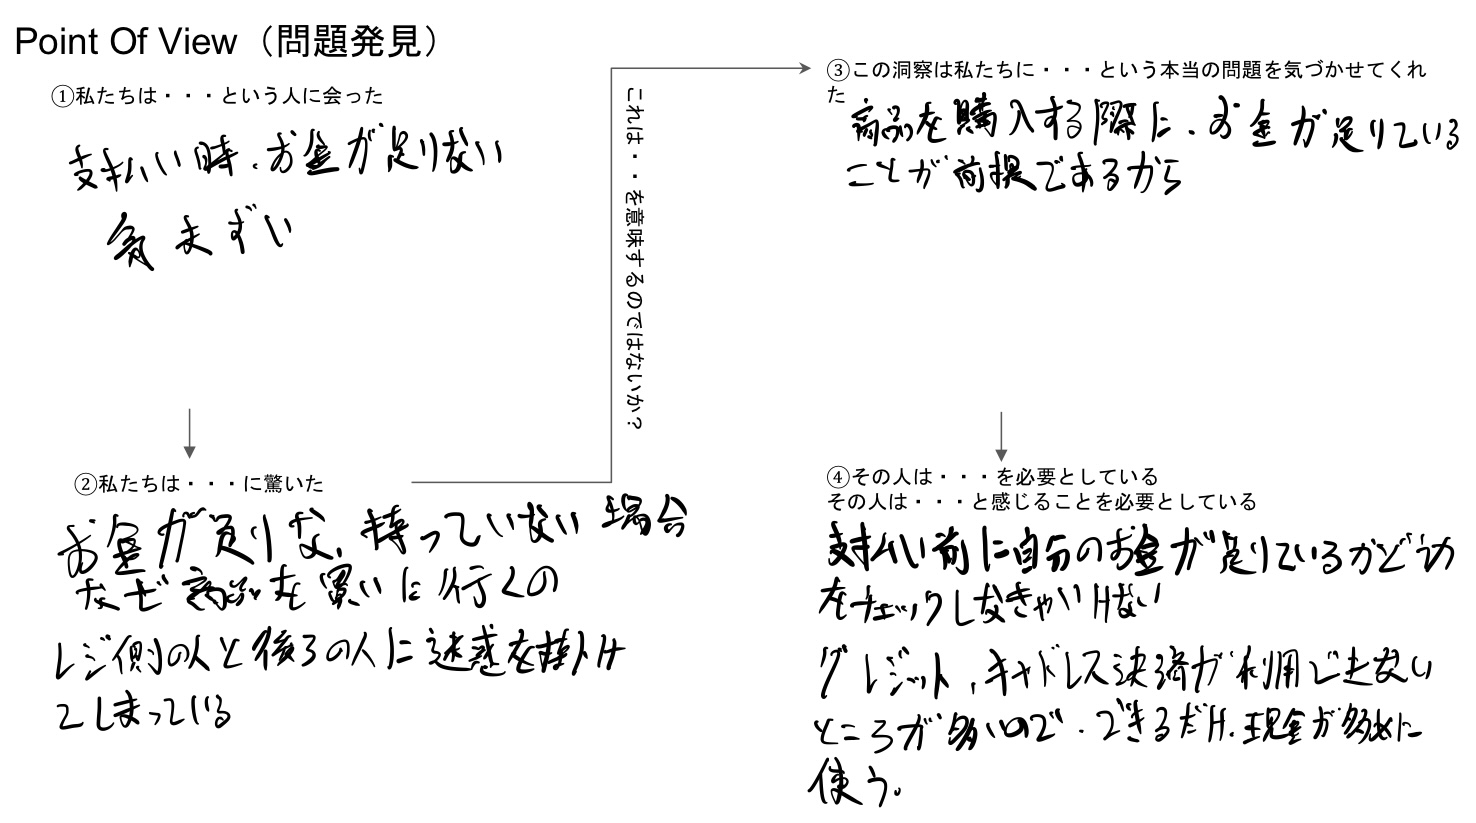 Point Of View（問題発見）
①私たちは・・・という人に会った
支払い時、お金が足りない
気まずい
②私たちは・・・に驚いた
お金が足りな、持っていない場合
なぜ商品を買いに行くの
レジ側の人と後ろの人に迷惑を掛け
てしまっている
これは・・を意味するのではないか？
③この洞察は私たちに・・・という本当の問題を気づかせてくれ
た
商品を購入する際に、お金が足りている
ことが前提であるから
④その人は・・・を必要としている
その人は・・・と感じることを必要としている
支払い前に自分のお金が足りているかどうか
をチェックしなきゃいけない
クレジット、キャドレス決済が利用できない
ところが多いので、できるだけ、現金が多めに
使う。